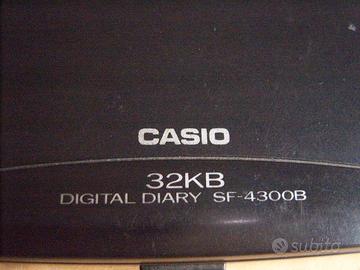 CASIO
32KB
DIGITAL DIARY SF-4300B
subito